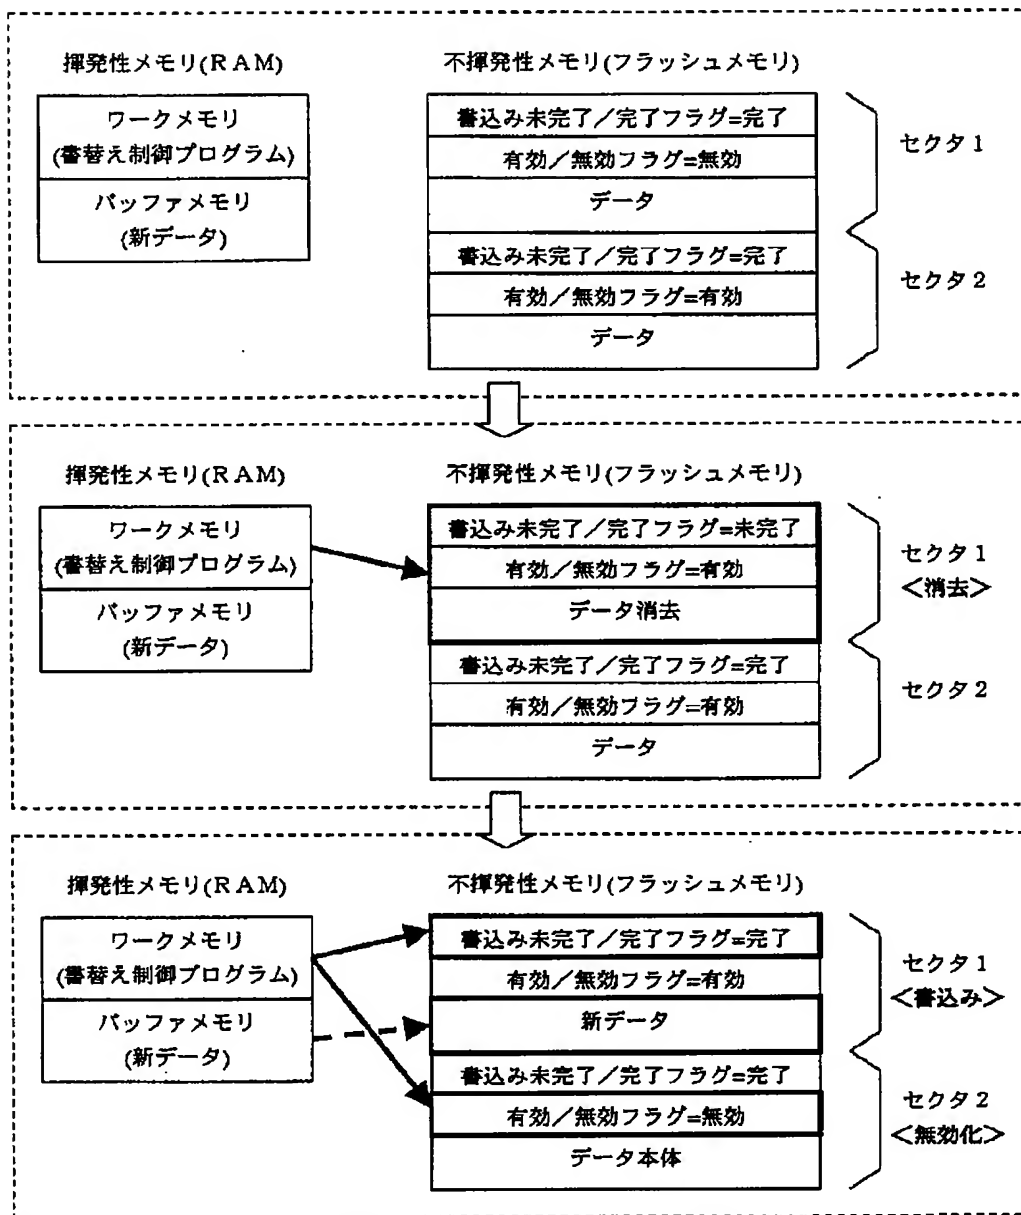 揮発性メモリ(RAM)
ワークメモリ
(書替え制御プログラム)
バッファメモリ
(新データ)
不揮発性メモリ(フラッシュメモリ)
書込み未完了／完了フラグ=完了
有効／無効フラグ=無効
データ
書込み未完了／完了フラグ=完了
有効／無効フラグ=有効
データ
セクタ1
セクタ2
揮発性メモリ(RAM)
ワークメモリ
(書替え制御プログラム)
バッファメモリ
(新データ)
不揮発性メモリ(フラッシュメモリ)
書込み未完了／完了フラグ=未完了
有効／無効フラグ=有効
データ消去
書込み未完了／完了フラグ=完了
有効／無効フラグ=有効
データ
セクタ1
＜消去＞
セクタ2
揮発性メモリ(RAM)
ワークメモリ
(書替え制御プログラム)
バッファメモリ
(新データ)
不揮発性メモリ(フラッシュメモリ)
書込み未完了／完了フラグ=完了
有効／無効フラグ=有効
新データ
書込み未完了／完了フラグ=完了
有効／無効フラグ=無効
データ本体
セクタ1
＜書込み＞
セクタ2
＜無効化＞